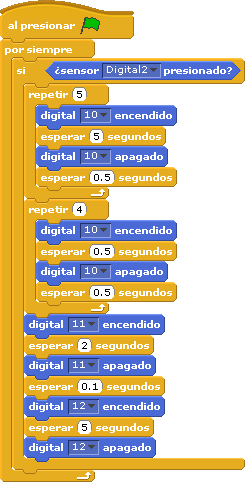 al presionar
por siempre
si ¿sensor Digital2 presionado?
repetir 5
digital 10 encendido
esperar 5 segundos
digital 10 apagado
esperar 0.5 segundos
repetir 4
digital 10 encendido
esperar 0.5 segundos
digital 10 apagado
esperar 0.5 segundos
digital 11 encendido
esperar 2 segundos
digital 11 apagado
esperar 0.1 segundos
digital 12 encendido
esperar 5 segundos
digital 12 apagado